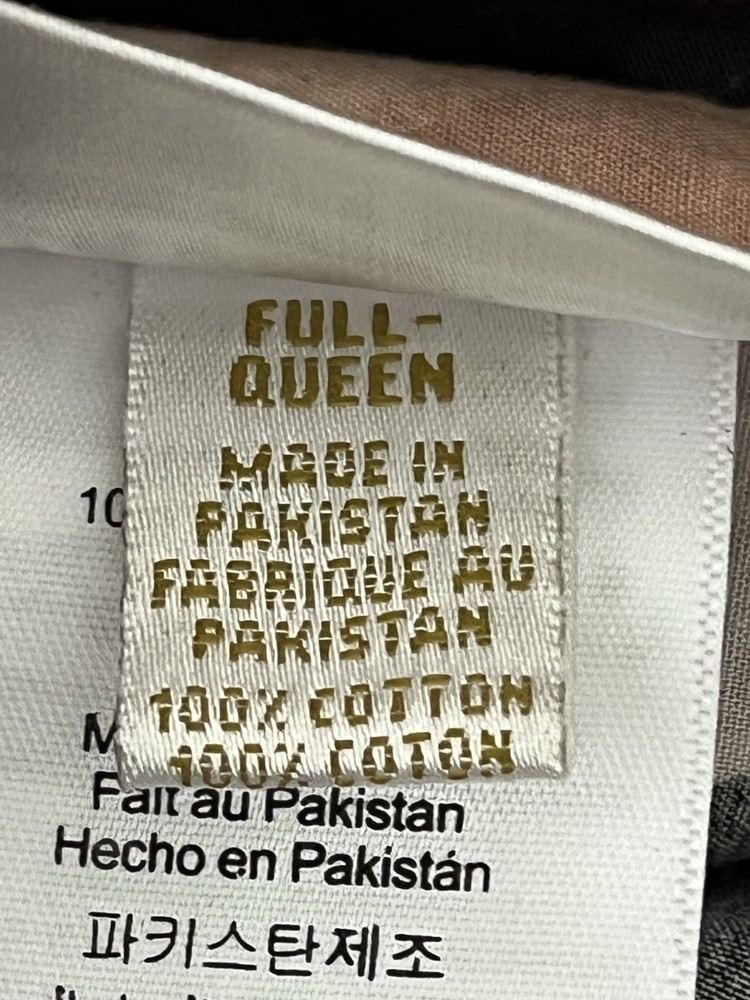 FULL-
QUEEN
MADE IN
PAKISTAN
FABRIQUE AU
PAKISTAN
100% COTTON
100% COTON
10
M
Fait au Pakistan
Hecho en Pakistán
파키스탄제조